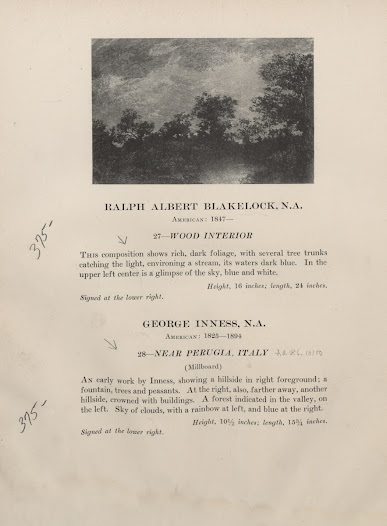 RALPH ALBERT BLAKELOCK, N.A.
AMERICAN: 1847—
27—WOOD INTERIOR
375-
THIS composition shows rich, dark foliage, with several tree trunks
catching the light, environing a stream, its waters dark blue. In the
upper left center is a glimpse of the sky, blue and white.
Height, 16 inches; length, 24 inches.
Signed at the lower right.
GEORGE INNESS, N.A.
AMERICAN: 1825-1894
28—NEAR PERUGIA, ITALY
(Millboard)
AN early work by Inness, showing a hillside in right foreground; a
fountain, trees and peasants. At the right, also, farther away, another
hillside, crowned with buildings. A forest indicated in the valley, on
the left. Sky of clouds, with a rainbow at left, and blue at the right.
375-
Height, 10½ inches; length, 15¾ inches.
Signed at the lower right.